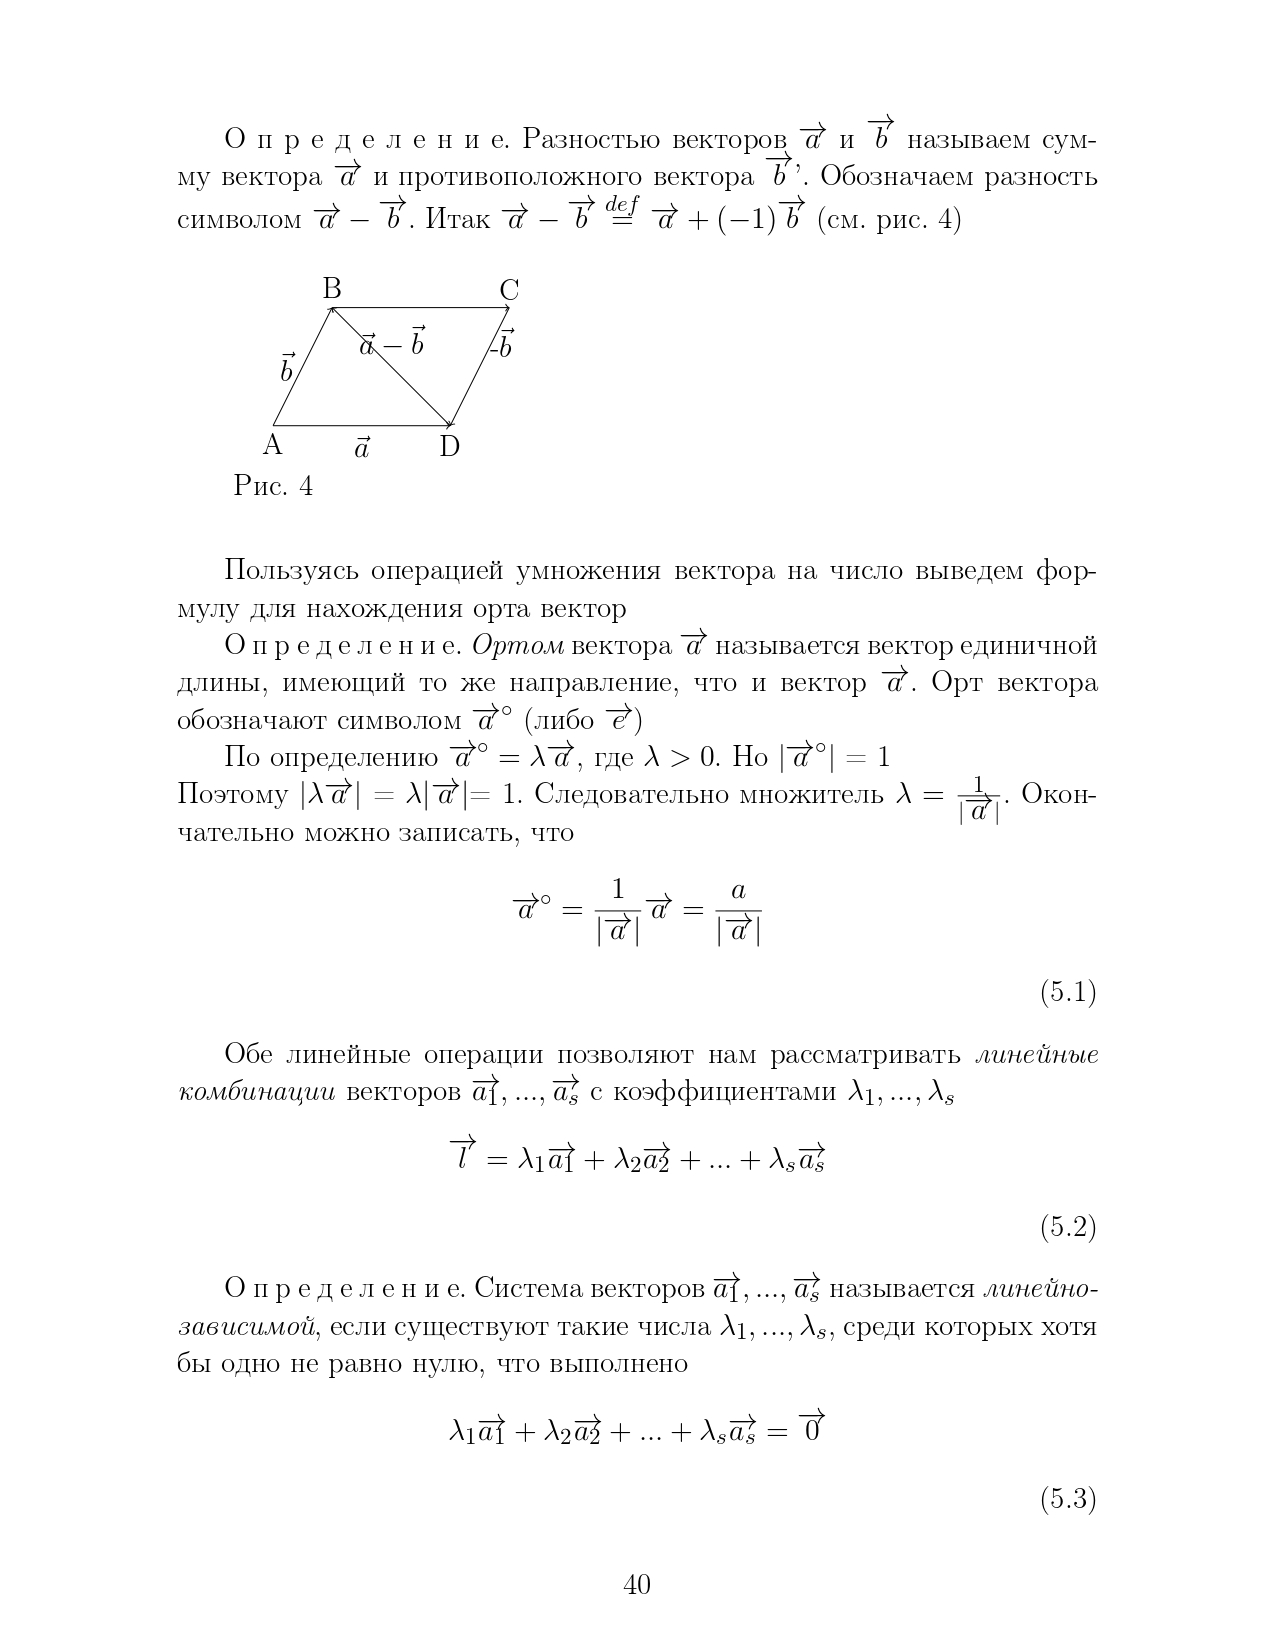 О п р е д е л е н и е. Разностью векторов $\overrightarrow{a}$ и $\overrightarrow{b}$ называем сум-
му вектора $\overrightarrow{a}$ и противоположного вектора $\overrightarrow{b}^{,}$. Обозначаем разность
символом $\overrightarrow{a} - \overrightarrow{b}$. Итак $\overrightarrow{a} - \overrightarrow{b} \stackrel{def}{=} \overrightarrow{a} + (-1)\overrightarrow{b}$ (см. рис. 4)
B
C
$\vec{a} - \vec{b}$
-$\vec{b}$
$\vec{b}$
A
$\vec{a}$
D
Рис. 4
Пользуясь операцией умножения вектора на число выведем фор-
мулу для нахождения орта вектор
О п р е д е л е н и е. Ортом вектора $\overrightarrow{a}$ называется вектор единичной
длины, имеющий то же направление, что и вектор $\overrightarrow{a}$. Орт вектора
обозначают символом $\overrightarrow{a}^{\circ}$ (либо $\overrightarrow{e}$)
По определению $\overrightarrow{a}^{\circ} = \lambda\overrightarrow{a}$, где $\lambda > 0$. Но $|\overrightarrow{a}^{\circ}| = 1$
Поэтому $|\lambda\overrightarrow{a}| = \lambda|\overrightarrow{a}| = 1$. Следовательно множитель $\lambda = \frac{1}{|\overrightarrow{a}|}$. Окон-
чательно можно записать, что
$\overrightarrow{a}^{\circ} = \frac{1}{|\overrightarrow{a}|}\overrightarrow{a} = \frac{a}{|\overrightarrow{a}|}$
(5.1)
Обе линейные операции позволяют нам рассматривать линейные
комбинации векторов $\overrightarrow{a_1}, ..., \overrightarrow{a_s}$ с коэффициентами $\lambda_1, ..., \lambda_s$
$\overrightarrow{l} = \lambda_1\overrightarrow{a_1} + \lambda_2\overrightarrow{a_2} + ... + \lambda_s\overrightarrow{a_s}$
(5.2)
О п р е д е л е н и е. Система векторов $\overrightarrow{a_1}, ..., \overrightarrow{a_s}$ называется линейно-
зависимой, если существуют такие числа $\lambda_1, ..., \lambda_s$, среди которых хотя
бы одно не равно нулю, что выполнено
$\lambda_1\overrightarrow{a_1} + \lambda_2\overrightarrow{a_2} + ... + \lambda_s\overrightarrow{a_s} = \overrightarrow{0}$
(5.3)
40